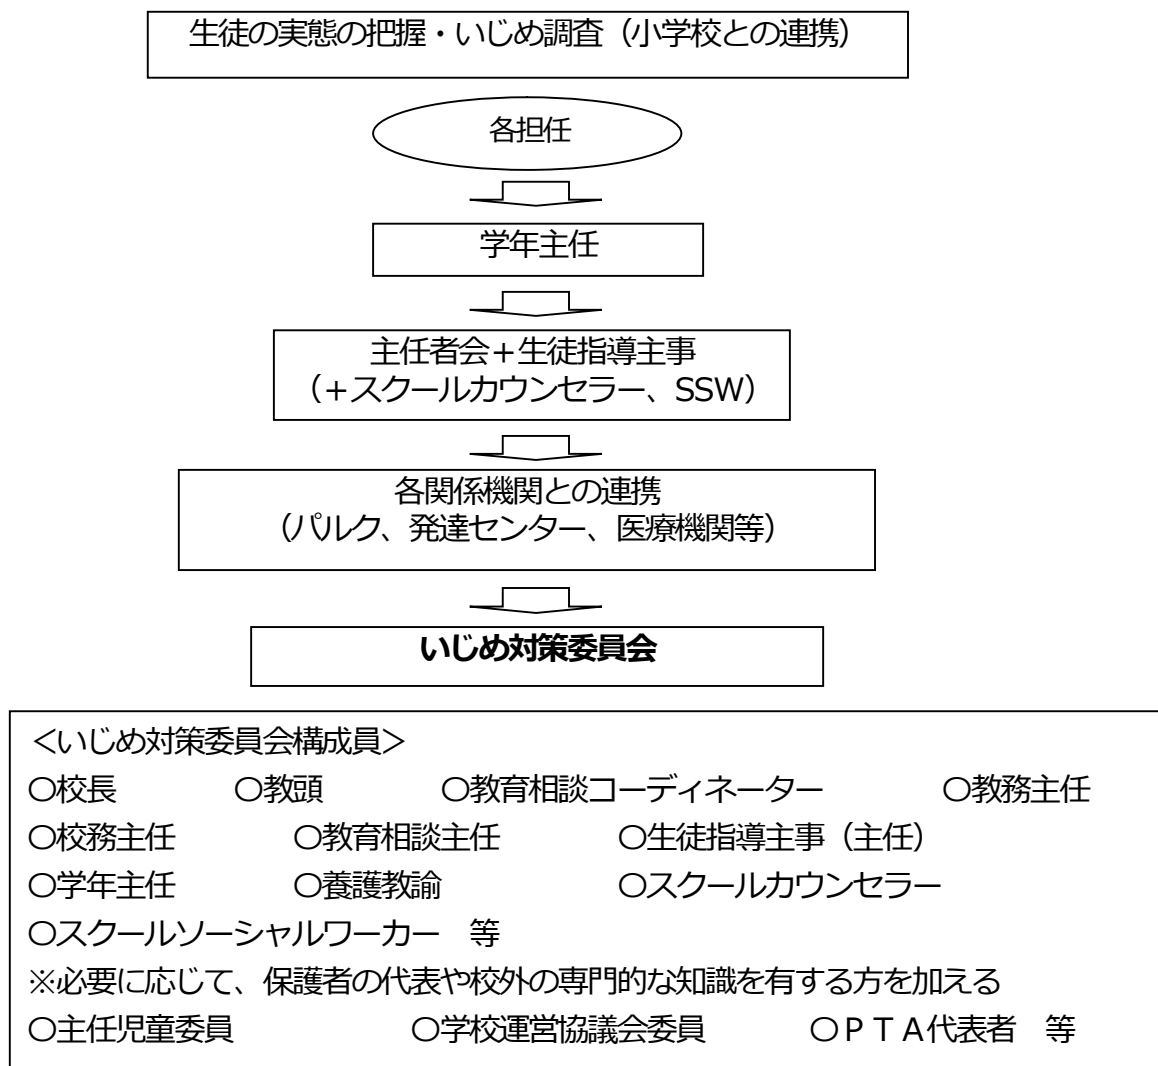 生徒の実態の把握・いじめ調査（小学校との連携）
各担任
学年主任
主任者会＋生徒指導主事
（＋スクールカウンセラー、SSW）
各関係機関との連携
（パルク、発達センター、医療機関等）
いじめ対策委員会
＜いじめ対策委員会構成員＞
○校長　○教頭　○教育相談コーディネーター　○教務主任
○校務主任　○教育相談主任　○生徒指導主事（主任）
○学年主任　○養護教諭　○スクールカウンセラー
○スクールソーシャルワーカー　等
※必要に応じて、保護者の代表や校外の専門的な知識を有する方を加える
○主任児童委員　○学校運営協議会委員　○ＰＴＡ代表者　等